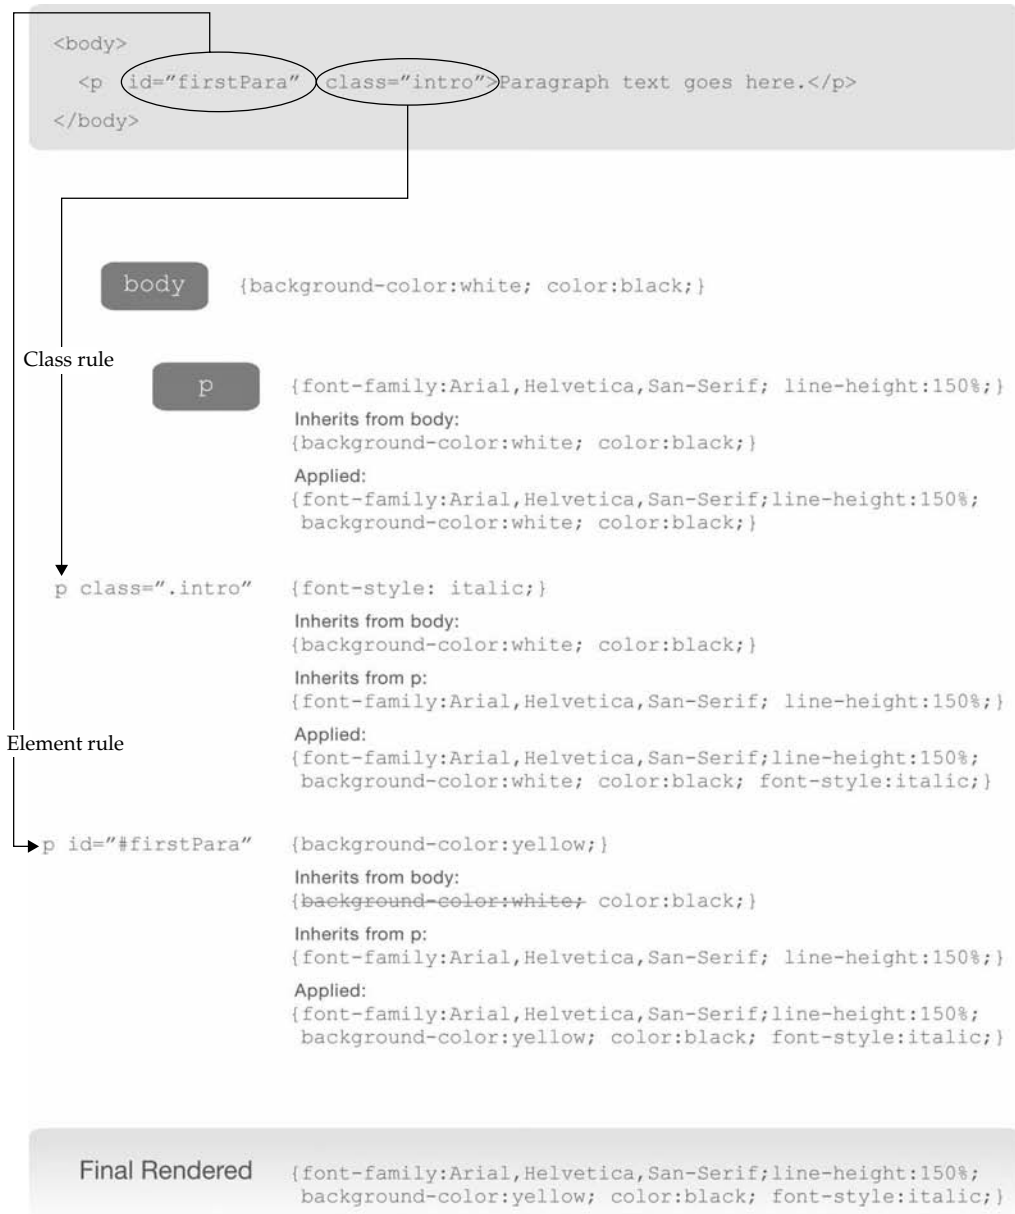 <body>
<p id=”firstPara” class=”intro”>Paragraph text goes here.</p>
</body>
body {background-color:white; color:black;}
Class rule
p {font-family:Arial,Helvetica,San-Serif; line-height:150%;}
Inherits from body:
{background-color:white; color:black;}
Applied:
{font-family:Arial,Helvetica,San-Serif;line-height:150%;
background-color:white; color:black;}
p class=”.intro” {font-style: italic;}
Inherits from body:
{background-color:white; color:black;}
Inherits from p:
{font-family:Arial,Helvetica,San-Serif; line-height:150%;}
Element rule
Applied:
{font-family:Arial,Helvetica,San-Serif;line-height:150%;
background-color:white; color:black; font-style:italic;}
p id=”#firstPara” {background-color:yellow;}
Inherits from body:
{background-color:white; color:black;}
Inherits from p:
{font-family:Arial,Helvetica,San-Serif; line-height:150%;}
Applied:
{font-family:Arial,Helvetica,San-Serif;line-height:150%;
background-color:yellow; color:black; font-style:italic;}
Final Rendered {font-family:Arial,Helvetica,San-Serif;line-height:150%;
background-color:yellow; color:black; font-style:italic;}